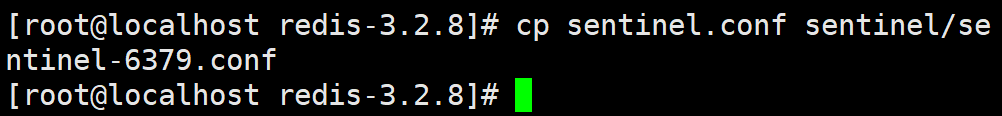 [root@localhost redis-3.2.8]# cp sentinel.conf sentinel/se
ntinel-6379.conf
[root@localhost redis-3.2.8]#